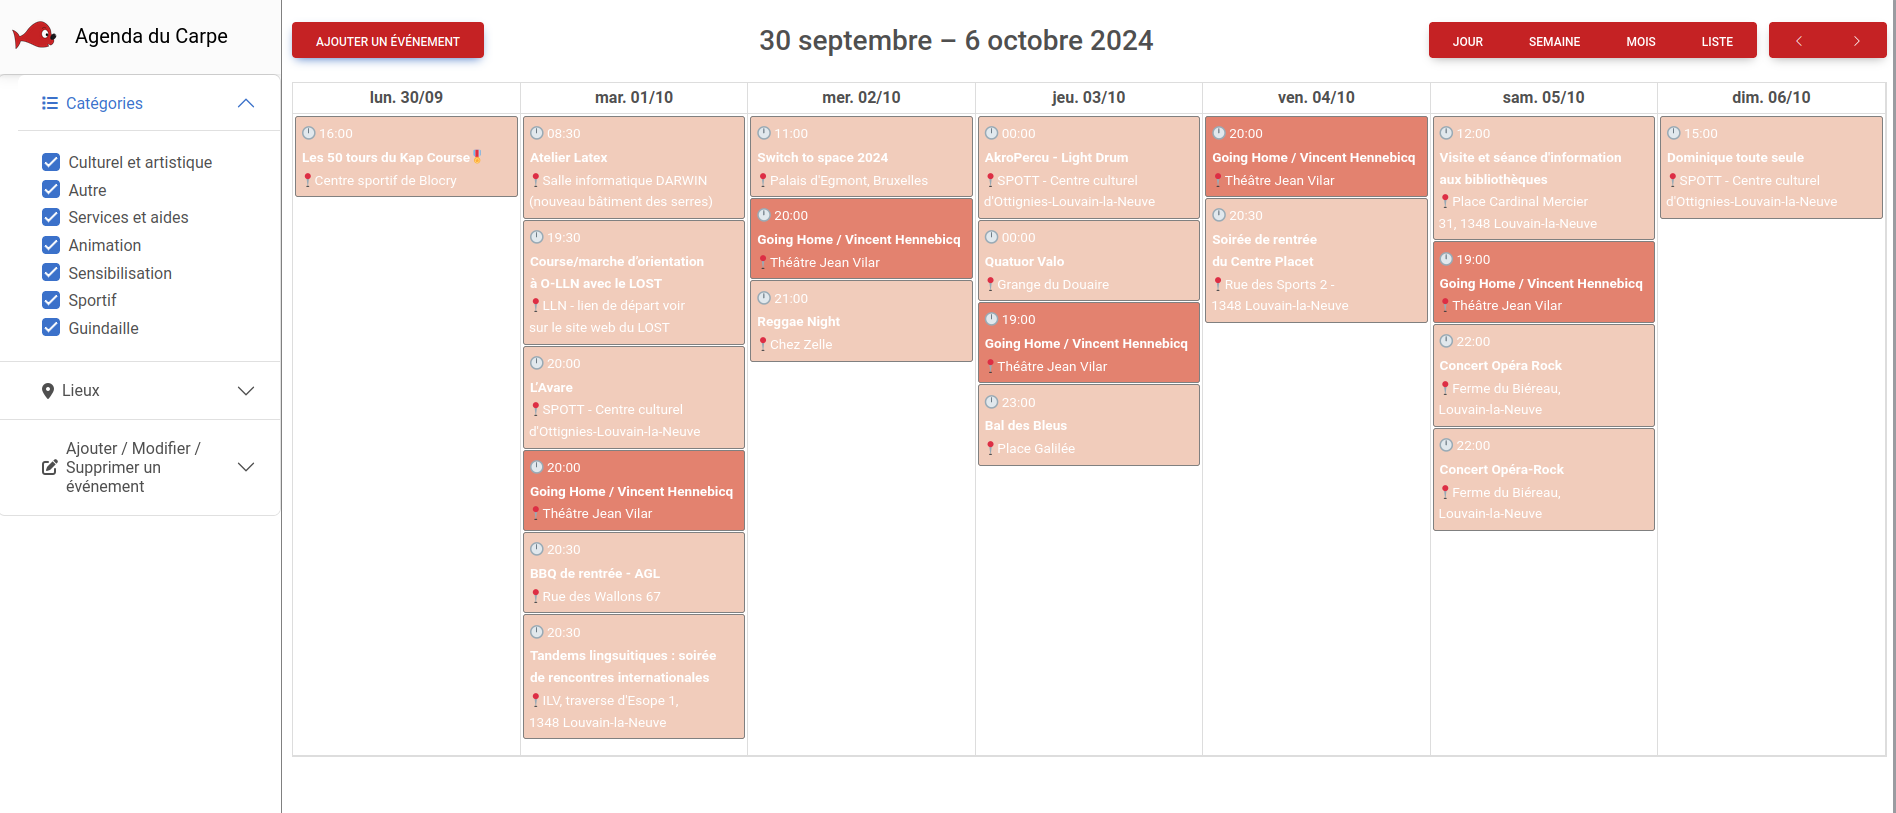 Agenda du Carpe
Catégories
Culturel et artistique
Autre
Services et aides
Animation
Sensibilisation
Sportif
Guindaille
Lieux
Ajouter / Modifier /
Supprimer un
événement
AJOUTER UN ÉVÉNEMENT
30 septembre – 6 octobre 2024
JOUR SEMAINE MOIS LISTE
lun. 30/09
16:00
Les 50 tours du Kap Course
Centre sportif de Blocry
mar. 01/10
08:30
Atelier Latex
Salle informatique DARWIN
(nouveau bâtiment des serres)
19:30
Course/marche d'orientation
à O-LLN avec le LOST
LLN - lien de départ voir
sur le site web du LOST
20:00
L'Avare
SPOTT - Centre culturel
d'Ottignies-Louvain-la-Neuve
20:00
Going Home / Vincent Hennebicq
Théâtre Jean Vilar
20:30
BBQ de rentrée - AGL
Rue des Wallons 67
20:30
Tandems lingsuitiques : soirée
de rencontres internationales
ILV, traverse d'Esope 1,
1348 Louvain-la-Neuve
mer. 02/10
11:00
Switch to space 2024
Palais d'Egmont, Bruxelles
20:00
Going Home / Vincent Hennebicq
Théâtre Jean Vilar
21:00
Reggae Night
Chez Zelle
jeu. 03/10
00:00
AkroPercu - Light Drum
SPOTT - Centre culturel
d'Ottignies-Louvain-la-Neuve
00:00
Quatuor Valo
Grange du Douaire
19:00
Going Home / Vincent Hennebicq
Théâtre Jean Vilar
23:00
Bal des Bleus
Place Galilée
ven. 04/10
20:00
Going Home / Vincent Hennebicq
Théâtre Jean Vilar
20:30
Soirée de rentrée
du Centre Placet
Rue des Sports 2 -
1348 Louvain-la-Neuve
sam. 05/10
12:00
Visite et séance d'information
aux bibliothèques
Place Cardinal Mercier
31, 1348 Louvain-la-Neuve
19:00
Going Home / Vincent Hennebicq
Théâtre Jean Vilar
22:00
Concert Opéra Rock
Ferme du Biéreau,
Louvain-la-Neuve
22:00
Concert Opéra-Rock
Ferme du Biéreau,
Louvain-la-Neuve
dim. 06/10
15:00
Dominique toute seule
SPOTT - Centre culturel
d'Ottignies-Louvain-la-Neuve